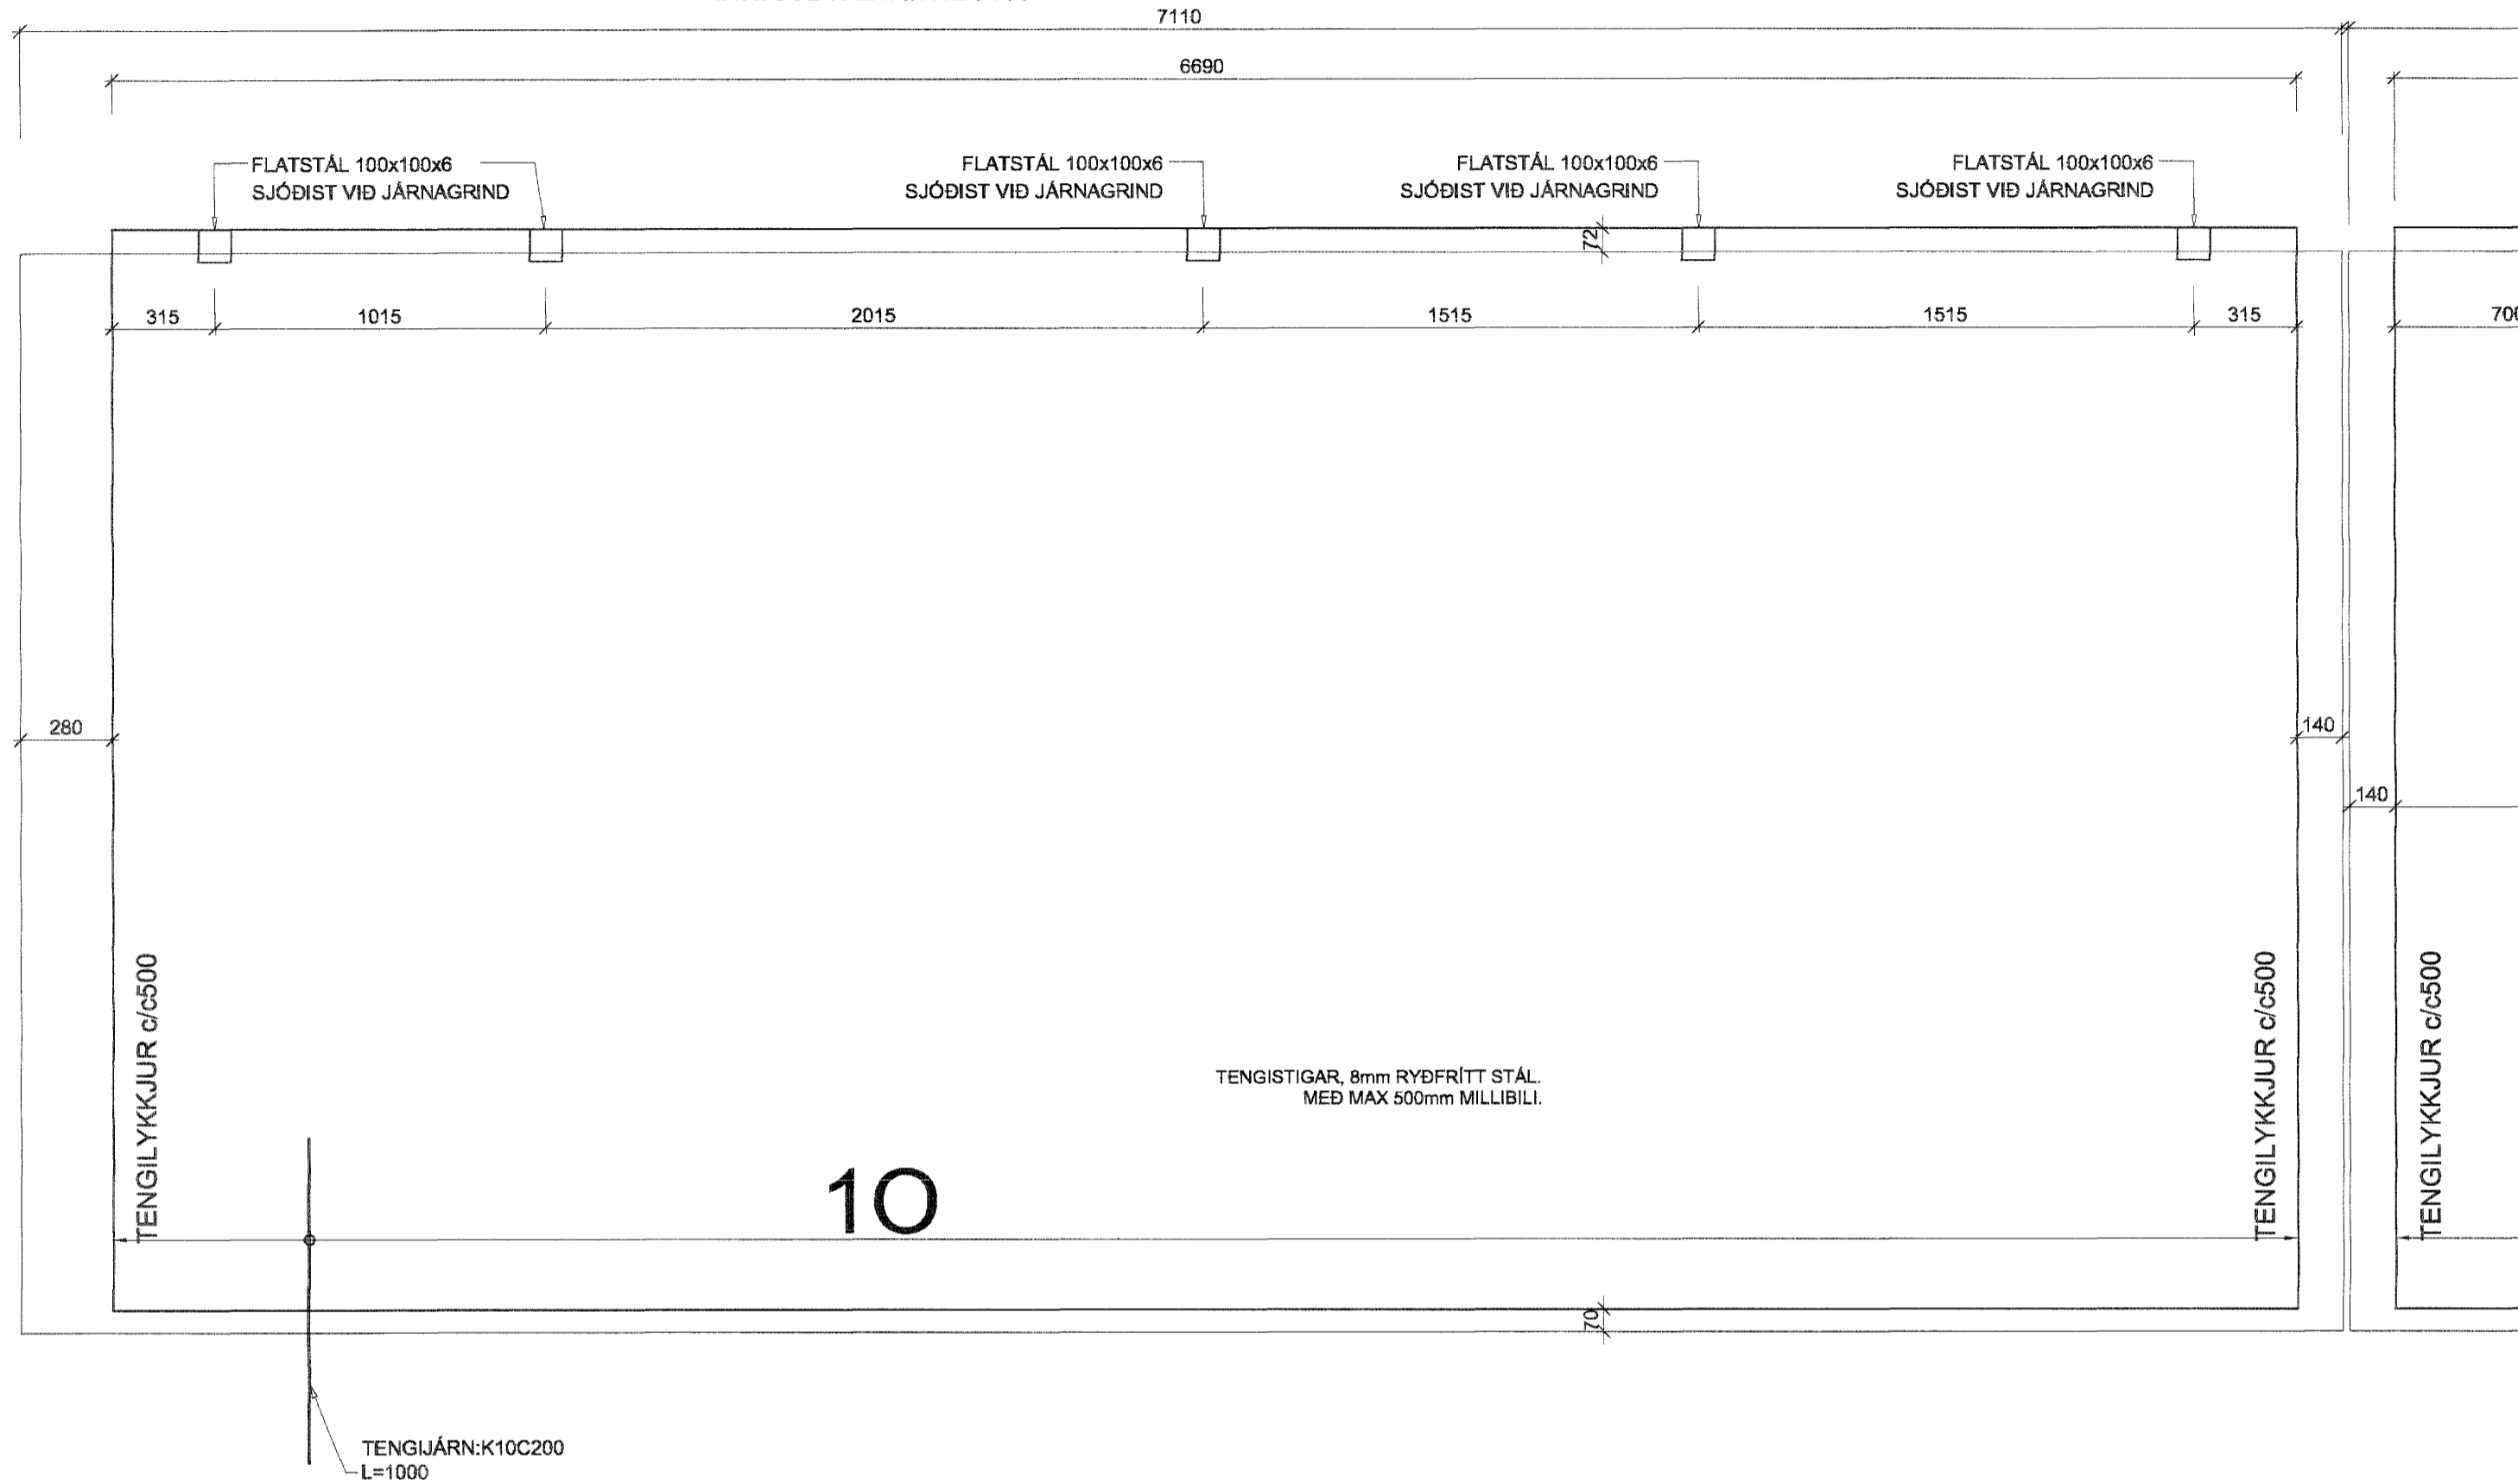 7110
6690
FLATSTÁL 100x100x6
SJÓÐIST VIÐ JÁRNAGRIND
FLATSTÁL 100x100x6
SJÓÐIST VIÐ JÁRNAGRIND
FLATSTÁL 100x100x6
SJÓÐIST VIÐ JÁRNAGRIND
FLATSTÁL 100x100x6
SJÓÐIST VIÐ JÁRNAGRIND
72
315
1015
2015
1515
1515
315
700
280
140
140
TENGILYKKJUR c/c500
TENGILYKKJUR c/c500
TENGILYKKJUR c/c500
TENGISTIGAR, 8mm RYÐFRÍTT STÁL.
MEÐ MAX 500mm MILLIBILI.
10
70
TENGIJÁRN:K10C200
L=1000